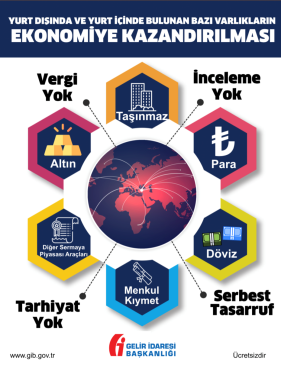 YURT DIŞINDA VE YURT İÇİNDE BULUNAN BAZI VARLIKLARIN
EKONOMİYE KAZANDIRILMASI
Vergi
Yok
İnceleme
Yok
Taşınmaz
Altın
₺
Para
Diğer Sermaye
Piyasası Araçları
Döviz
Menkul
Kıymet
Tarhiyat
Yok
Serbest
Tasarruf
GELİR İDARESİ
BAŞKANLIĞI
www.gib.gov.tr
Ücretsizdir